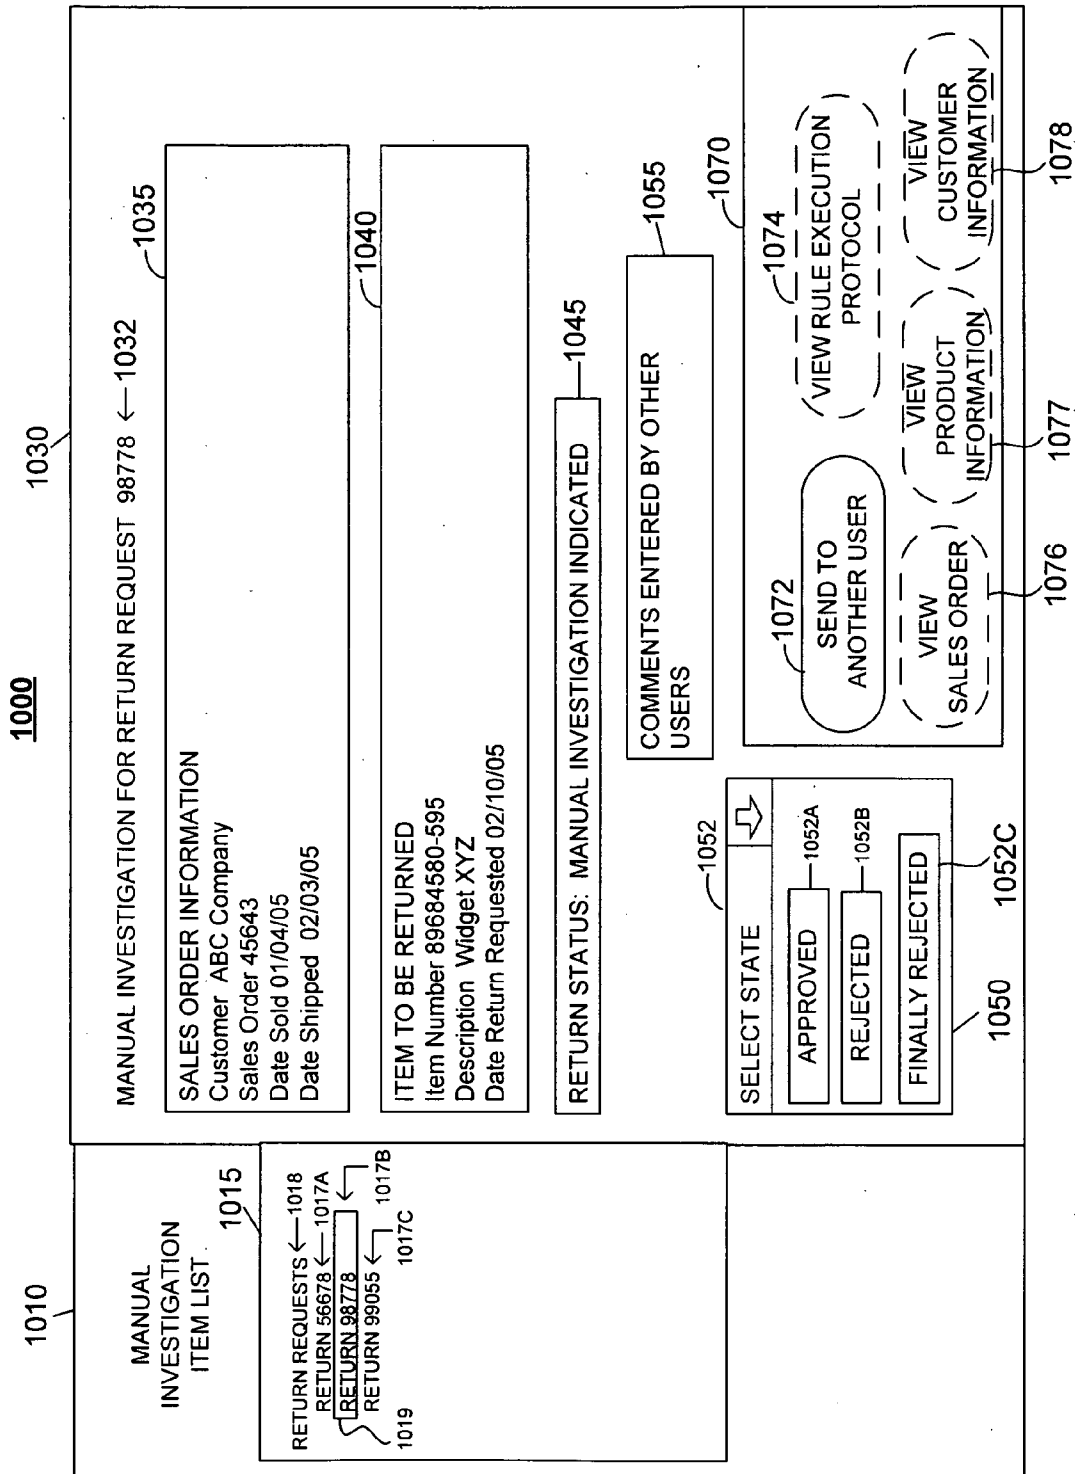 1000
1010
1030
MANUAL
INVESTIGATION
ITEM LIST
1015
RETURN REQUESTS
1018
RETURN 56678
1017A
RETURN 98778
1017B
RETURN 99055
1017C
1019
MANUAL INVESTIGATION FOR RETURN REQUEST 98778
1032
1035
SALES ORDER INFORMATION
Customer ABC Company
Sales Order 45643
Date Sold 01/04/05
Date Shipped 02/03/05
1040
ITEM TO BE RETURNED
Item Number 89684580-595
Description Widget XYZ
Date Return Requested 02/10/05
RETURN STATUS: MANUAL INVESTIGATION INDICATED
1045
COMMENTS ENTERED BY OTHER
USERS
1055
1052
SELECT STATE
APPROVED
1052A
REJECTED
1052B
FINALLY REJECTED
1052C
1050
1070
1072
SEND TO
ANOTHER USER
1074
VIEW RULE EXECUTION
PROTOCOL
VIEW
SALES ORDER
1076
VIEW
PRODUCT
INFORMATION
1077
VIEW
CUSTOMER
INFORMATION
1078